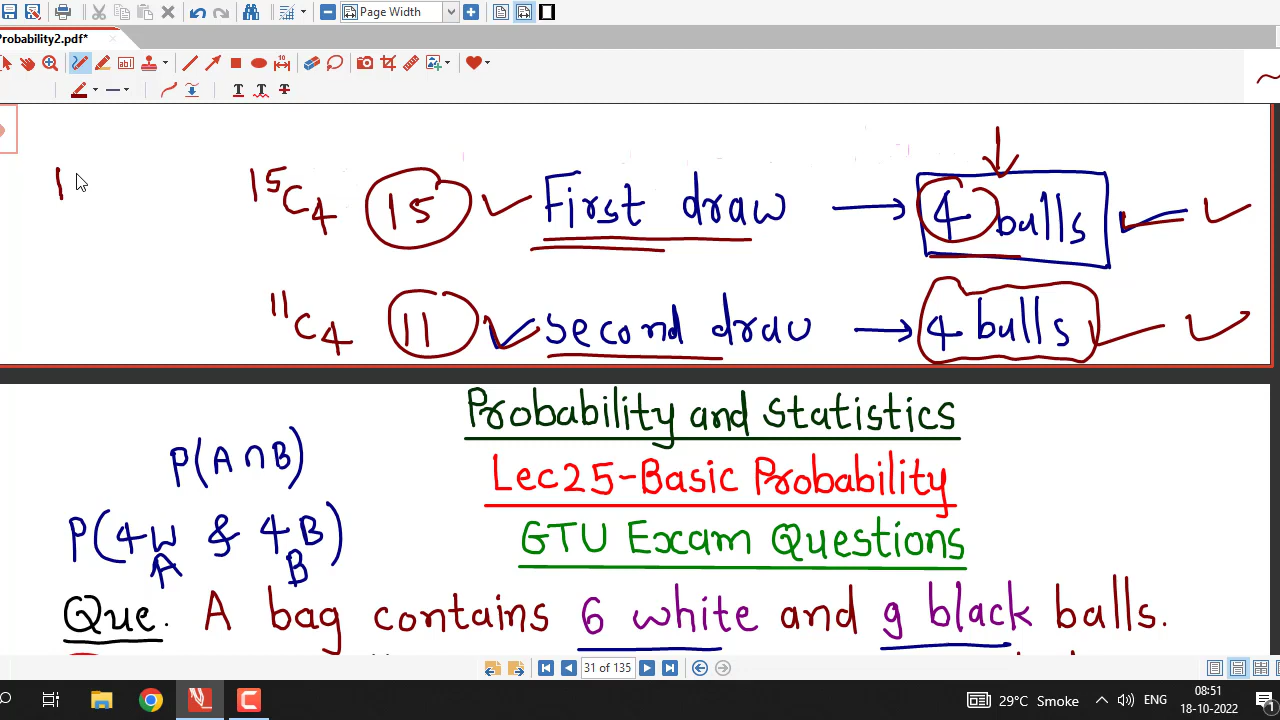 Page Width
Probability2.pdf*
1
15C4 15 First draw → 4 balls
11C4 11 second draw → 4 balls
Probability and Statistics
P(A∩B)
Lec25-Basic Probability
P(4W & 4B)
A B
GTU Exam Questions
Que. A bag contains 6 white and 9 black balls.
31 of 135
29°C Smoke
ENG
08:51
18-10-2022
1